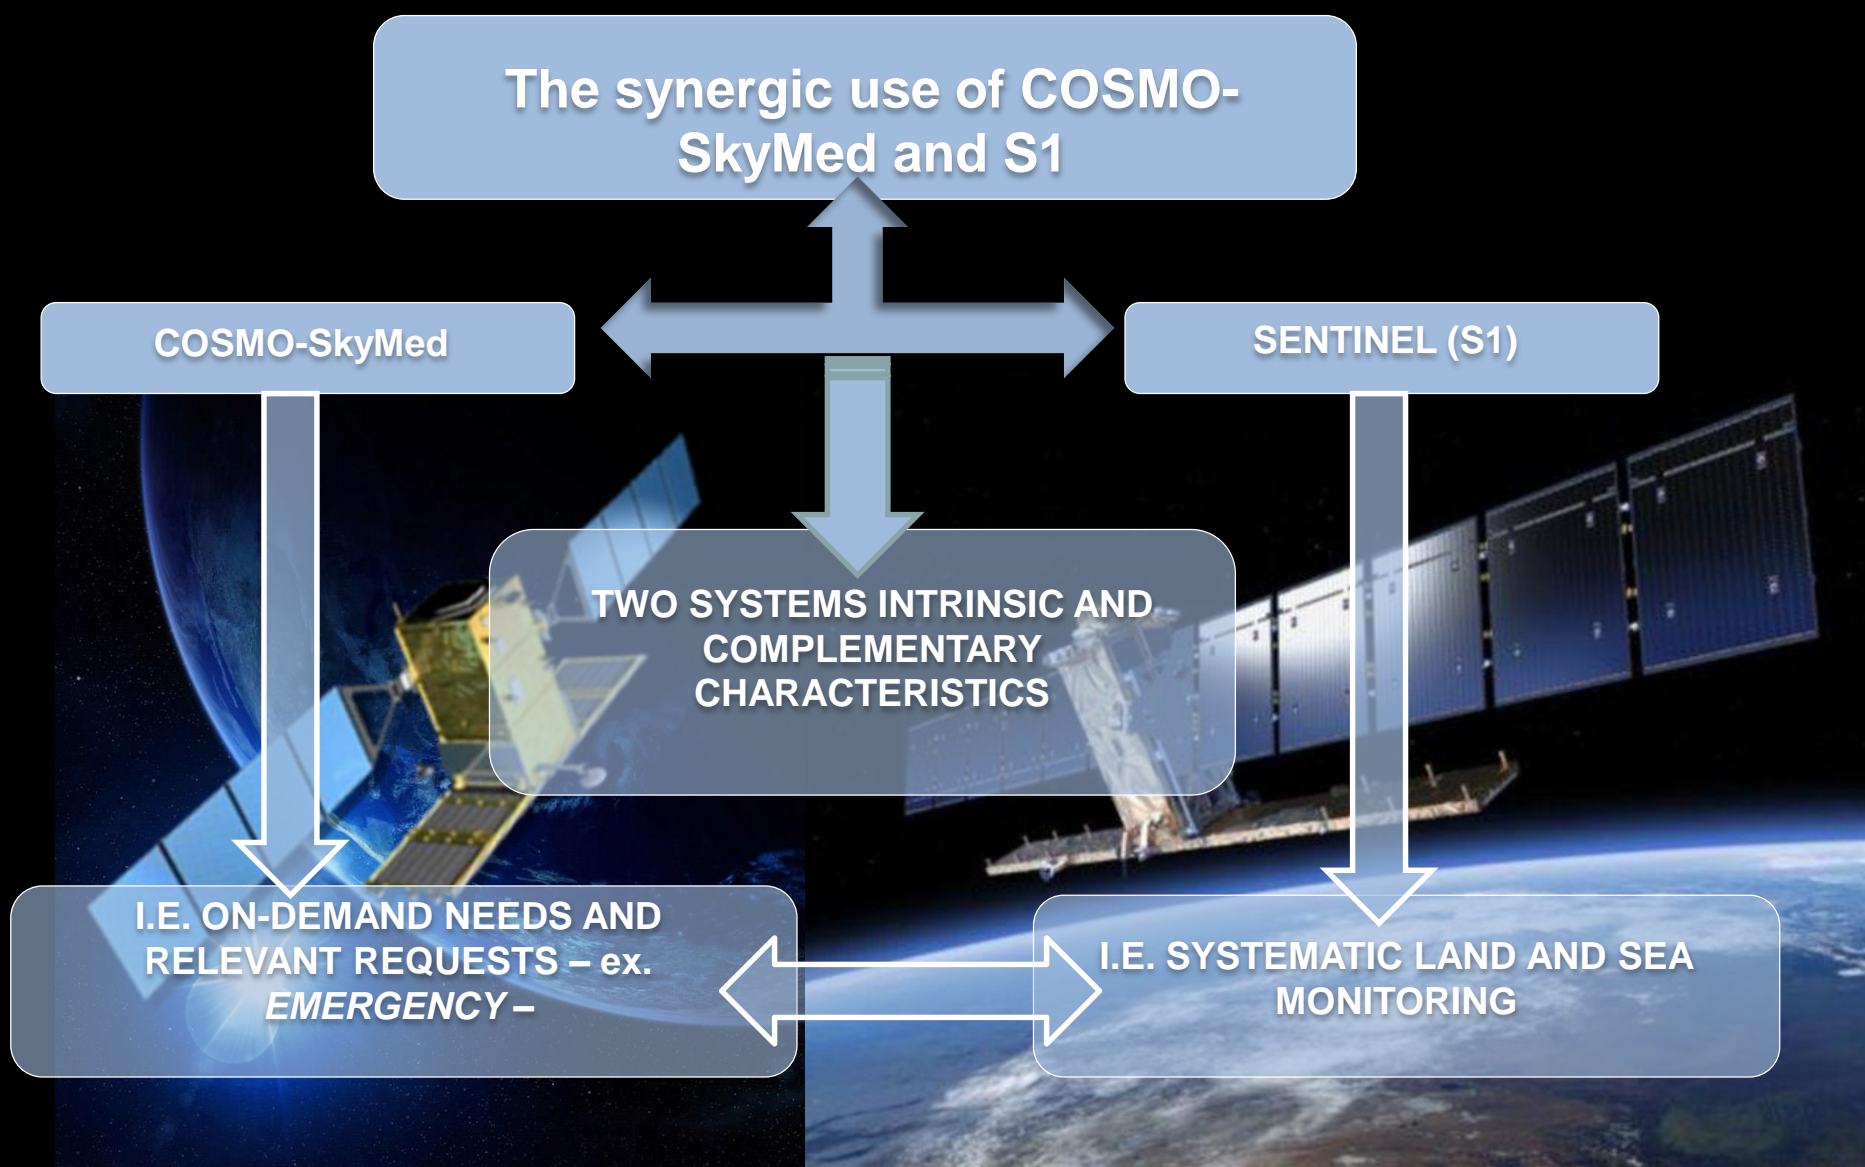 The synergic use of COSMO-
SkyMed and S1
COSMO-SkyMed
SENTINEL (S1)
TWO SYSTEMS INTRINSIC AND
COMPLEMENTARY
CHARACTERISTICS
I.E. ON-DEMAND NEEDS AND
RELEVANT REQUESTS – ex.
EMERGENCY –
I.E. SYSTEMATIC LAND AND SEA
MONITORING